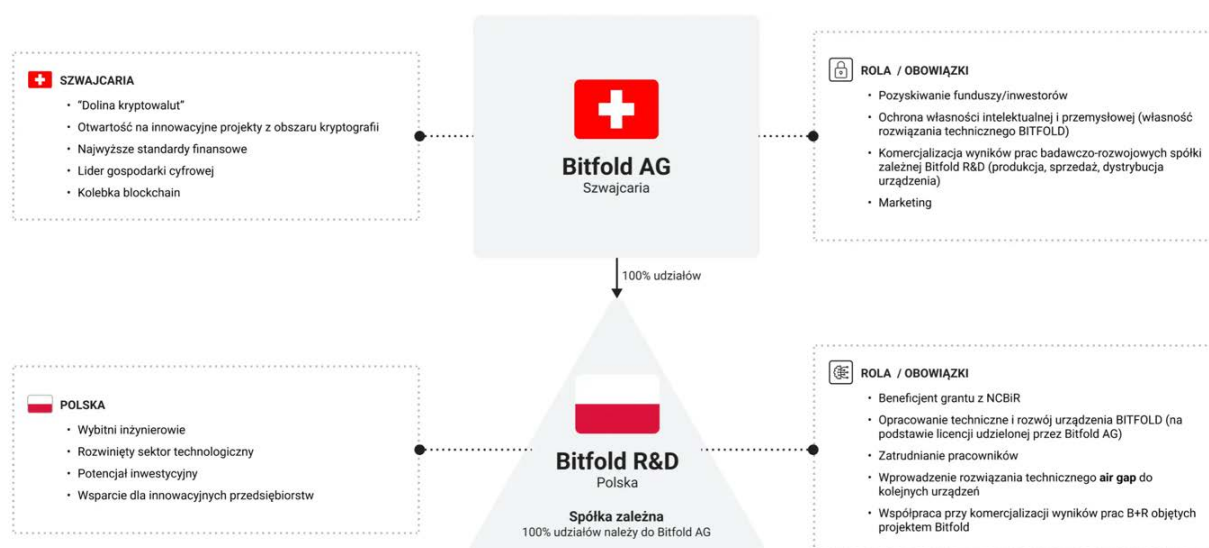 SZWAJCARIA
• "Dolina kryptowalut"
• Otwartość na innowacyjne projekty z obszaru kryptografii
• Najwyższe standardy finansowe
• Lider gospodarki cyfrowej
• Kolebka blockchain
Bitfold AG
Szwajcaria
ROLA / OBOWIĄZKI
• Pozyskiwanie funduszy/inwestorów
• Ochrona własności intelektualnej i przemysłowej (własność
rozwiązania technicznego BITFOLD)
• Komercjalizacja wyników prac badawczo-rozwojowych spółki
zależnej Bitfold R&D (produkcja, sprzedaż, dystrybucja
urządzenia)
• Marketing
100% udziałów
POLSKA
• Wybitni inżynierowie
• Rozwinięty sektor technologiczny
• Potencjał inwestycyjny
• Wsparcie dla innowacyjnych przedsiębiorstw
Bitfold R&D
Polska
Spółka zależna
100% udziałów należy do Bitfold AG
ROLA / OBOWIĄZKI
• Beneficjent grantu z NCBiR
• Opracowanie techniczne i rozwój urządzenia BITFOLD (na
podstawie licencji udzielonej przez Bitfold AG)
• Zatrudnianie pracowników
• Wprowadzenie rozwiązania technicznego air gap do
kolejnych urządzeń
• Współpraca przy komercjalizacji wyników prac B+R objętych
projektem Bitfold